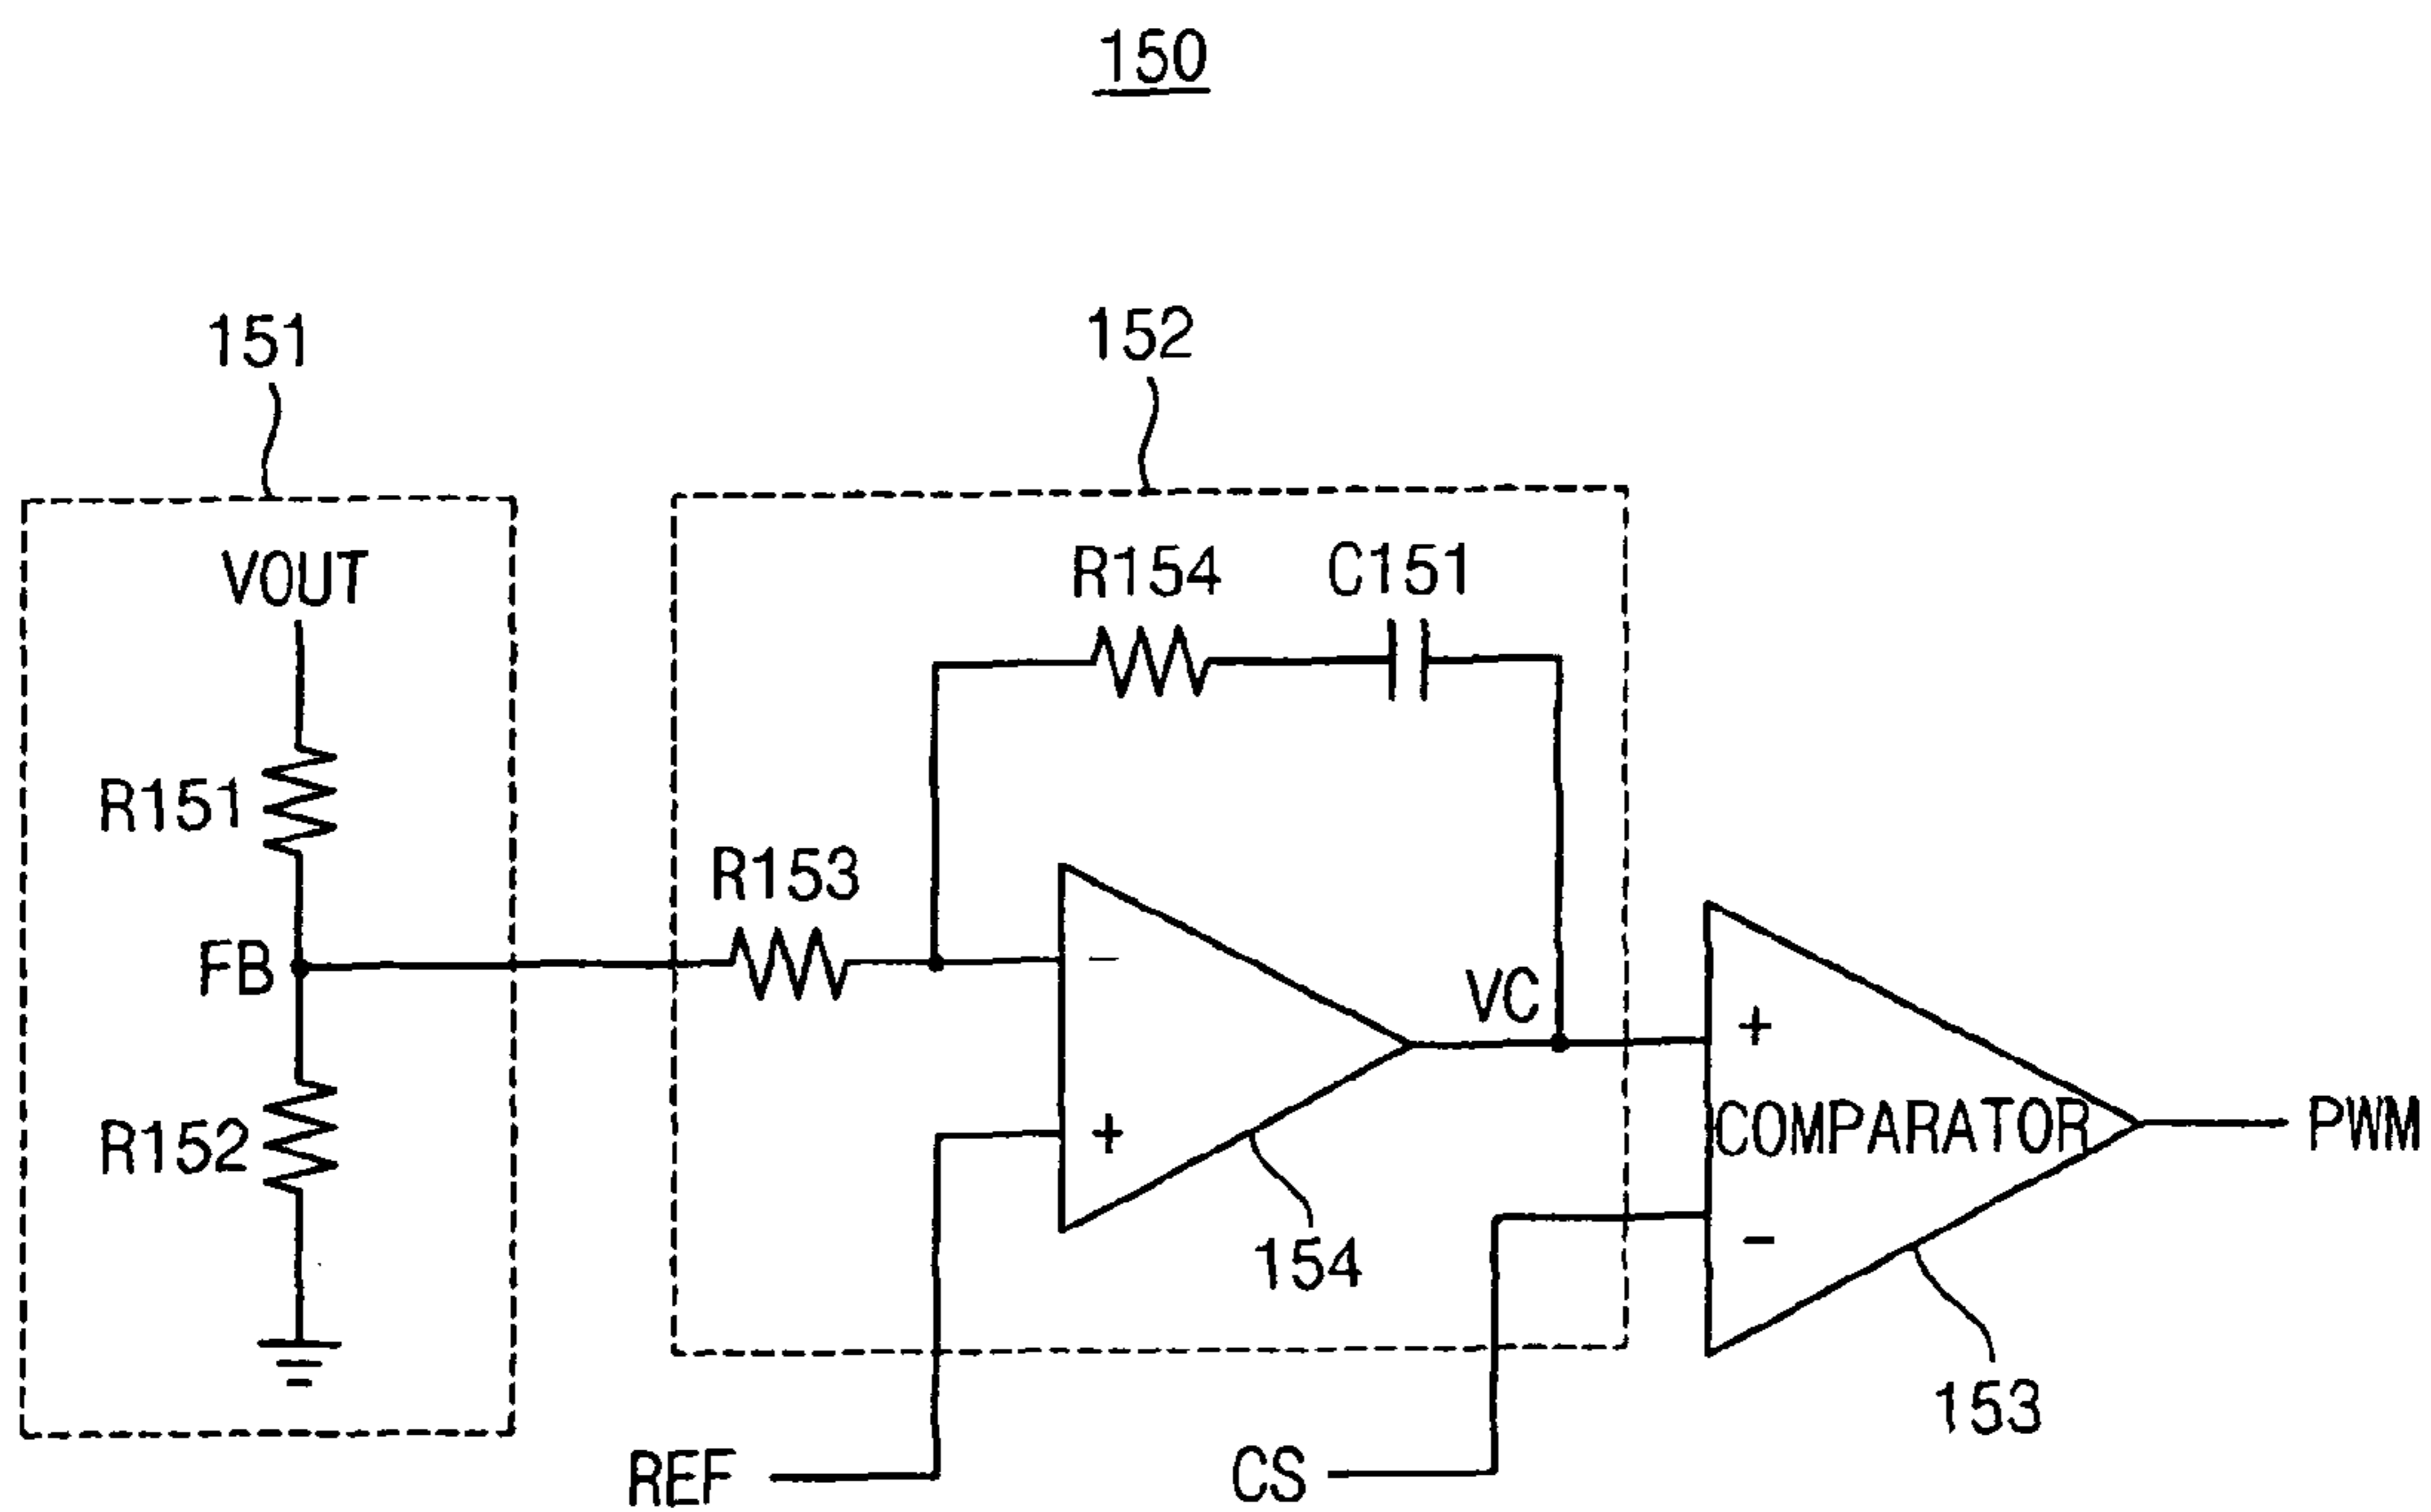 150
151
152
VOUT
R154
C151
R151
R153
FB
VC
-
+
+
COMPARATOR
-
PWM
R152
154
153
REF
CS